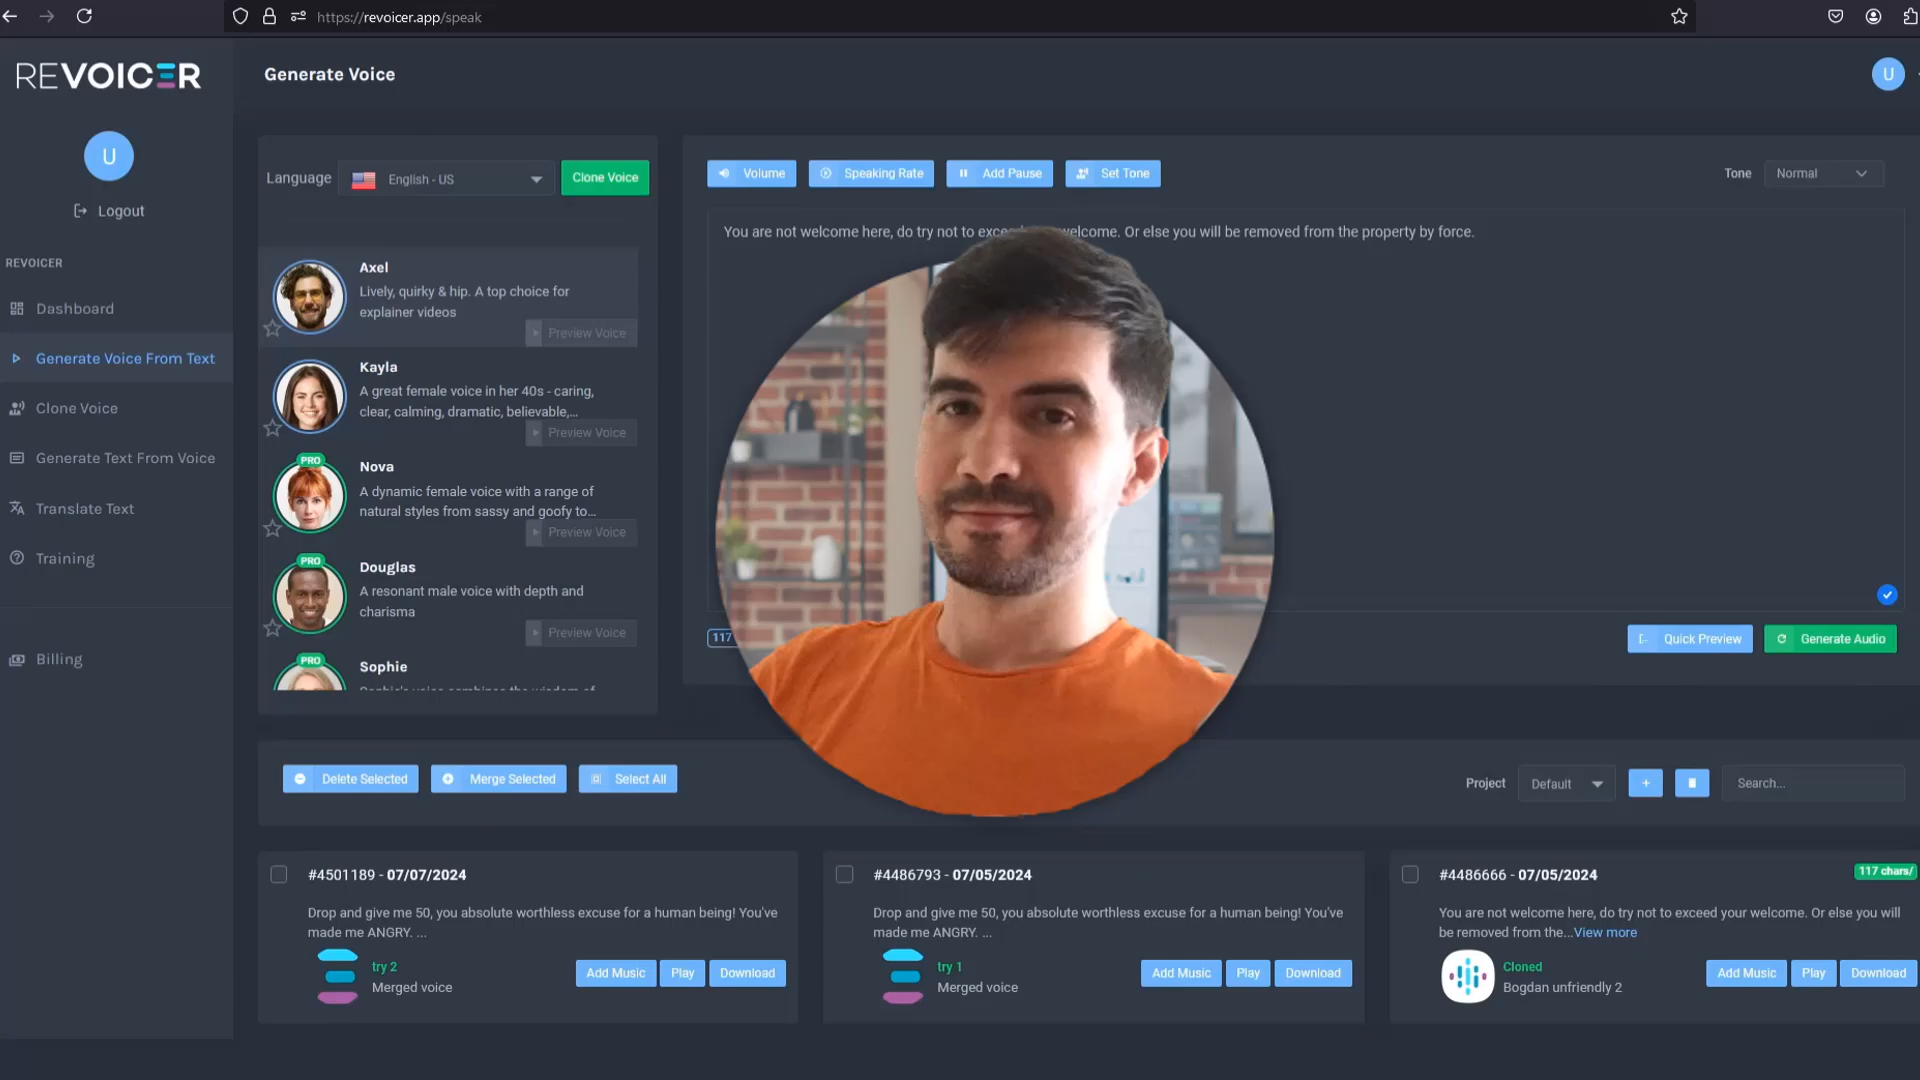 https://revoicer.app/speak
REVOICER
U
Logout
REVOICER
Dashboard
Generate Voice From Text
Clone Voice
Generate Text From Voice
Translate Text
Training
Billing
Generate Voice
U
Language
English - US
Clone Voice
Axel
Lively, quirky & hip. A top choice for
explainer videos
Preview Voice
Kayla
A great female voice in her 40s - caring,
clear, calming, dramatic, believable,...
Preview Voice
PRO
Nova
A dynamic female voice with a range of
natural styles from sassy and goofy to...
Preview Voice
PRO
Douglas
A resonant male voice with depth and
charisma
Preview Voice
PRO
Sophie
Volume
Speaking Rate
Add Pause
Set Tone
Tone
Normal
You are not welcome here, do try not to welcome. Or else you will be removed from the property by force.
117
Quick Preview
Generate Audio
Delete Selected
Merge Selected
Select All
Project
Default
+
Search...
#4501189 - 07/07/2024
Drop and give me 50, you absolute worthless excuse for a human being! You've
made me ANGRY. ...
try 2
Merged voice
Add Music
Play
Download
#4486793 - 07/05/2024
Drop and give me 50, you absolute worthless excuse for a human being! You've
made me ANGRY. ...
try 1
Merged voice
Add Music
Play
Download
#4486666 - 07/05/2024
117 chars/
You are not welcome here, do try not to exceed your welcome. Or else you will
be removed from the...View more
Cloned
Bogdan unfriendly 2
Add Music
Play
Download